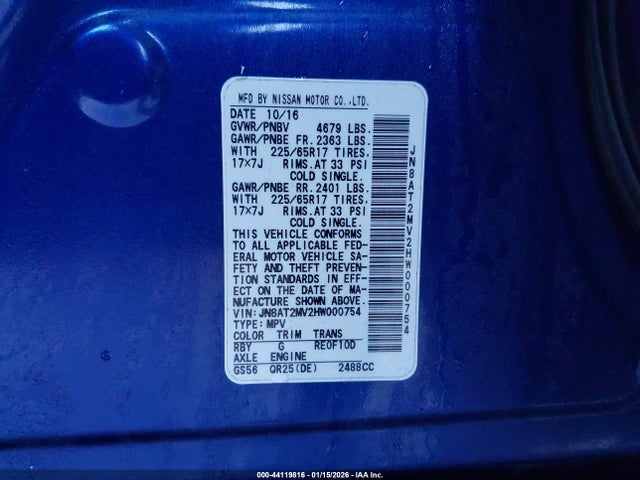 MFD BY NISSAN MOTOR CO.,LTD.
DATE 10/16
GVWR/PNBV 4679 LBS.
GAWR/PNBE FR. 2363 LBS.
WITH 225/65R17 TIRES.
17×7J RIMS. AT 33 PSI
COLD SINGLE.
GAWR/PNBE RR. 2401 LBS.
WITH 225/65R17 TIRES.
17×7J RIMS. AT 33 PSI
COLD SINGLE.
THIS VEHICLE CONFORMS
TO ALL APPLICABLE FED-
ERAL MOTOR VEHICLE SA-
FETY AND THEFT PREVEN-
TION STANDARDS IN EFF-
ECT ON THE DATE OF MA-
NUFACTURE SHOWN ABOVE.
VIN:JN8AT2MV2HW000754
TYPE:MPV
COLOR TRIM TRANS
RBY G RE0F10D
AXLE ENGINE
GS56 QR25(DE) 2488CC
JN8AT2MV2HW000754
000-44119816 - 01/15/2026 - IAA Inc.